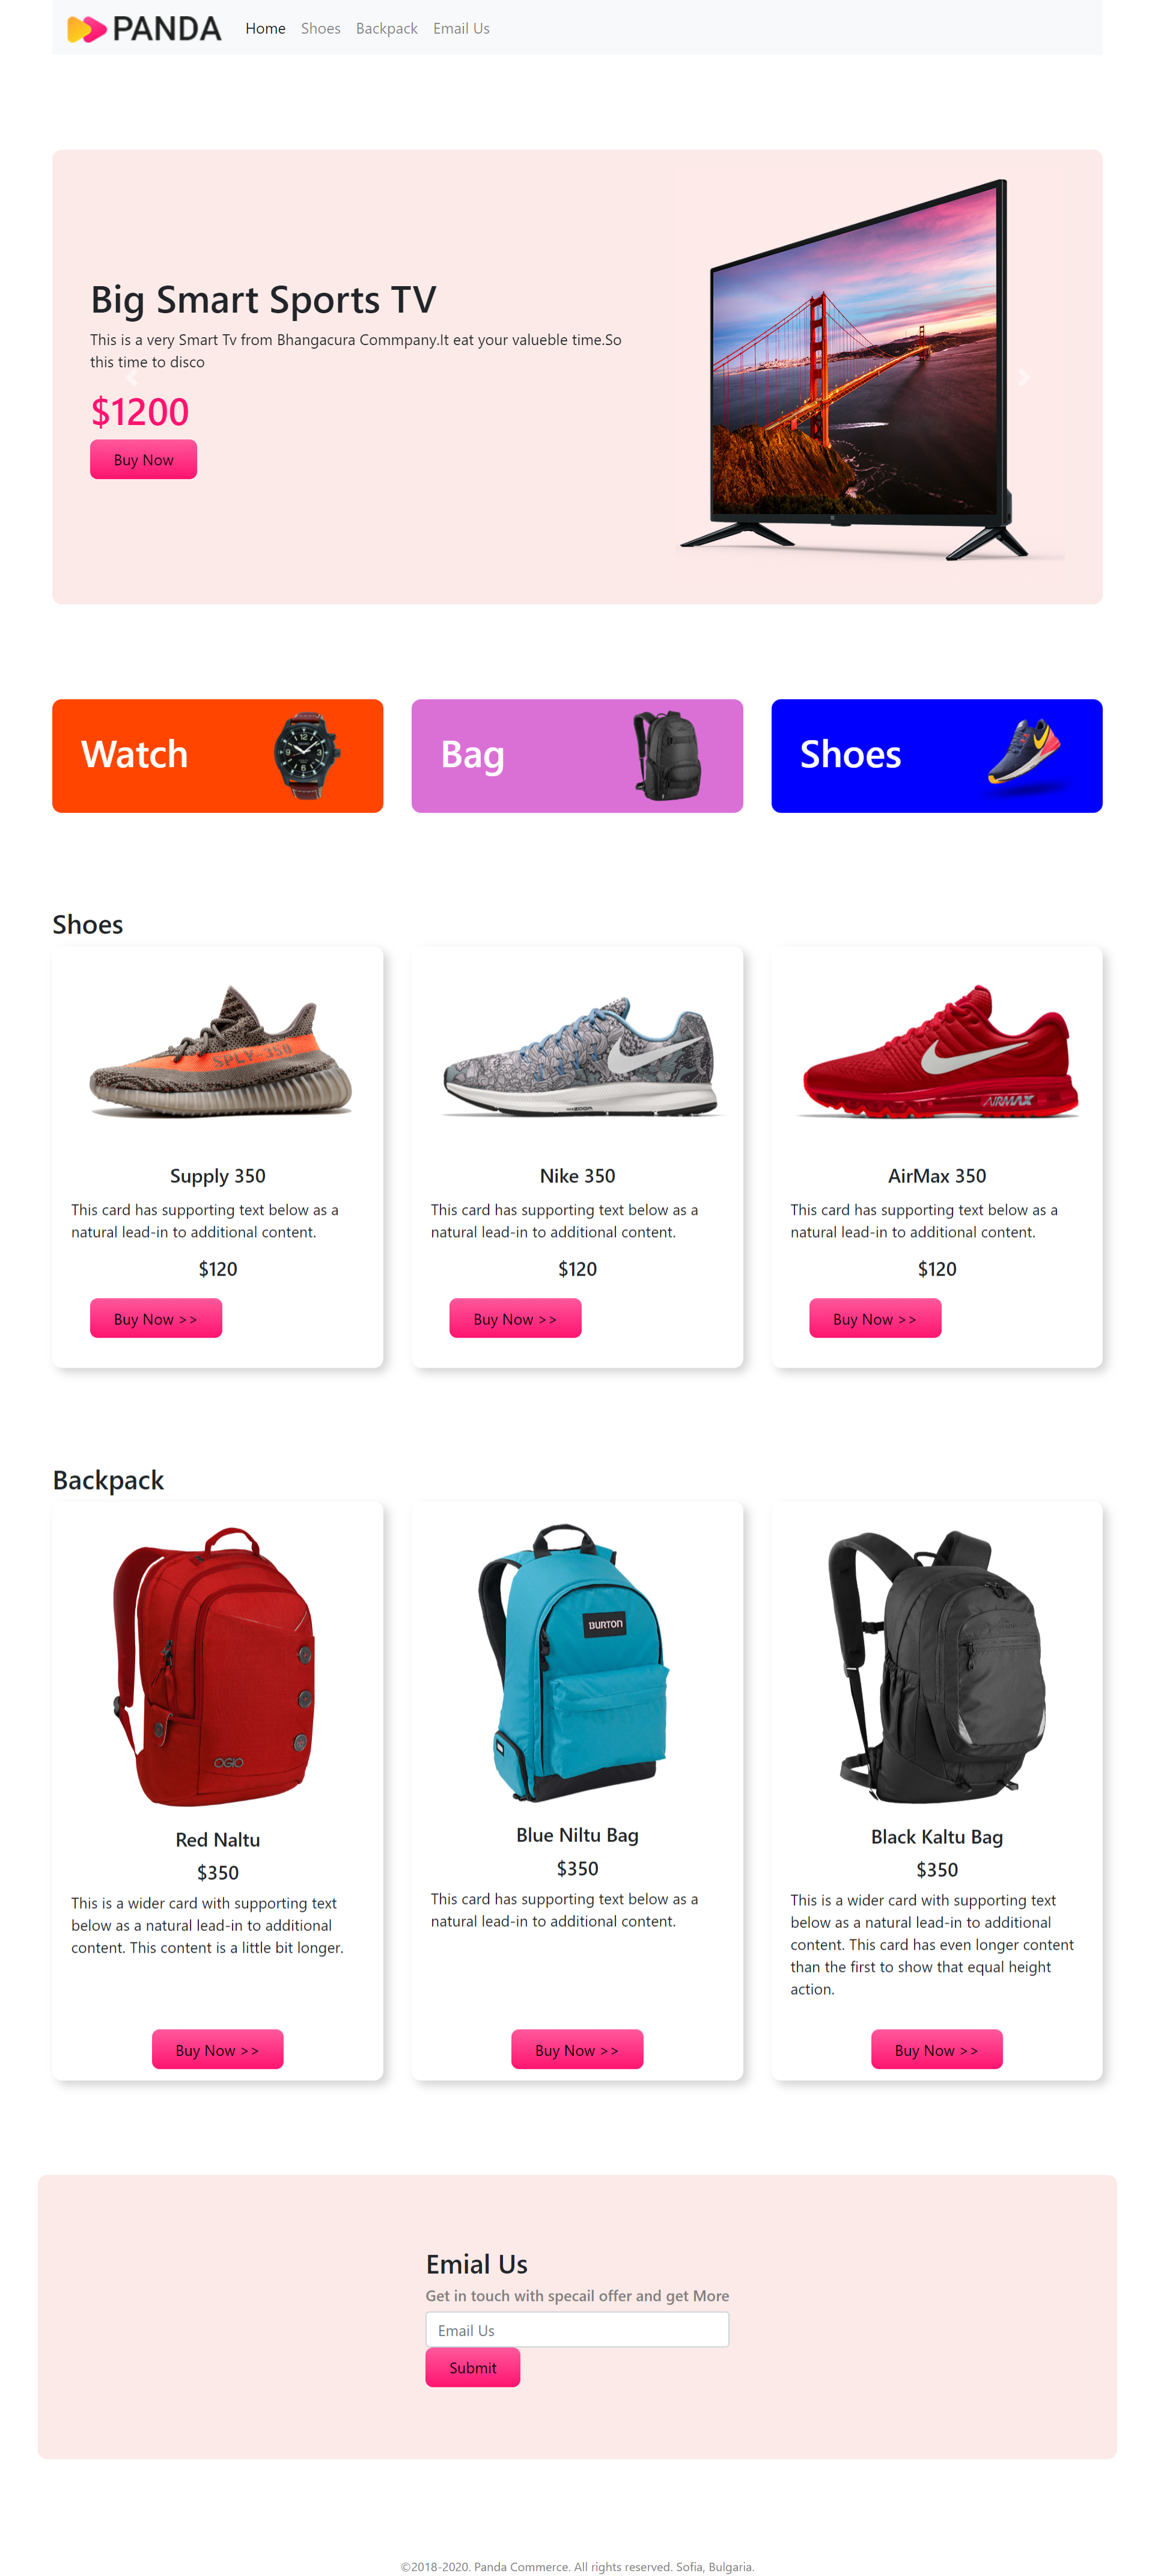 PANDA
Home
Shoes
Backpack
Email Us
Big Smart Sports TV
This is a very Smart Tv from Bhangacura Commpany.It eat your valueble time.So
this time to disco
$1200
Buy Now
Watch
Bag
Shoes
Shoes
SPLY-350
ZOOM
AIRMAX
Supply 350
This card has supporting text below as a
natural lead-in to additional content.
$120
Buy Now >>
Nike 350
This card has supporting text below as a
natural lead-in to additional content.
$120
Buy Now >>
AirMax 350
This card has supporting text below as a
natural lead-in to additional content.
$120
Buy Now >>
Backpack
OGIO
BURTON
Red Naltu
$350
This is a wider card with supporting text
below as a natural lead-in to additional
content. This content is a little bit longer.
Buy Now >>
Blue Niltu Bag
$350
This card has supporting text below as a
natural lead-in to additional content.
Buy Now >>
Black Kaltu Bag
$350
This is a wider card with supporting text
below as a natural lead-in to additional
content. This card has even longer content
than the first to show that equal height
action.
Buy Now >>
Emial Us
Get in touch with specail offer and get More
Email Us
Submit
©2018-2020. Panda Commerce. All rights reserved. Sofia, Bulgaria.